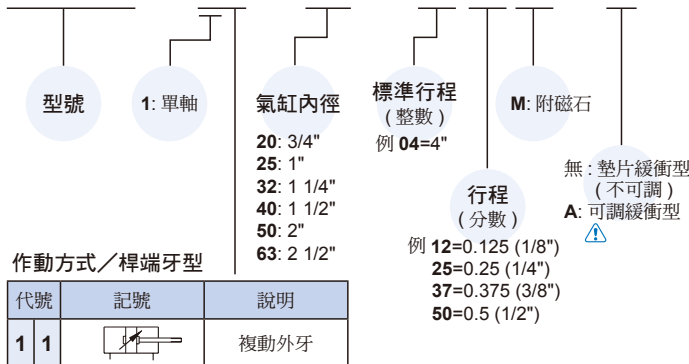 型號
1: 單軸
氣缸內徑
20: 3/4"
25: 1"
32: 1 1/4"
40: 1 1/2"
50: 2"
63: 2 1/2"
標準行程
( 整數 )
例 04=4"
行程
( 分數 )
例 12=0.125 (1/8")
25=0.25 (1/4")
37=0.375 (3/8")
50=0.5 (1/2")
M: 附磁石
無 : 墊片緩衝型
( 不可調 )
A: 可調緩衝型
作動方式／桿端牙型
代號 記號 說明
1 1 複動外牙